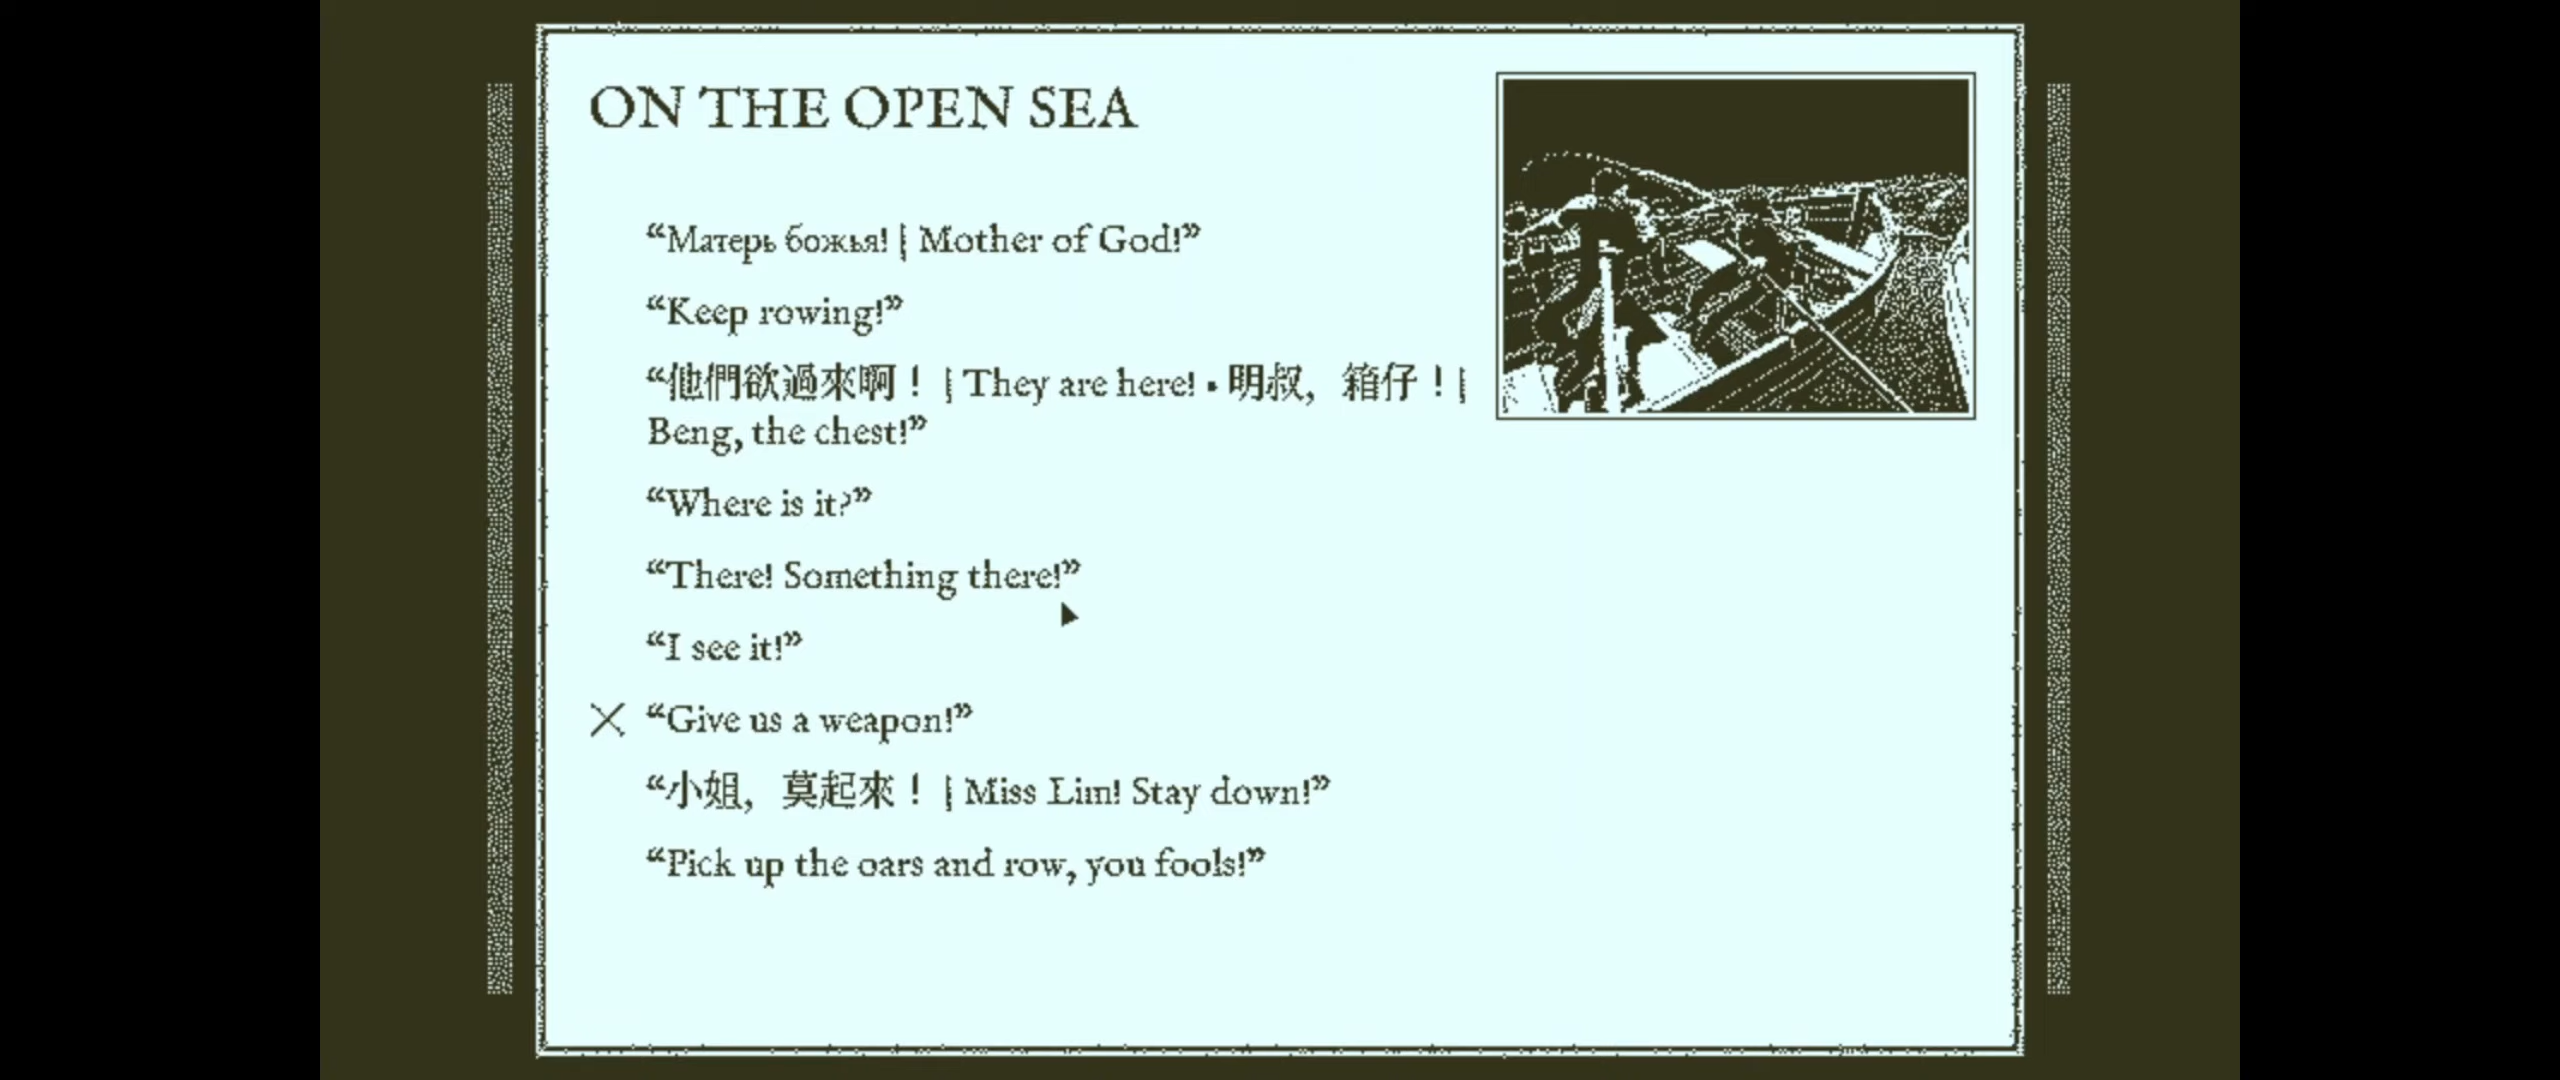 ON THE OPEN SEA
“Матерь божья! | Mother of God!”
“Keep rowing!”
“他們欲過來啊！ | They are here! • 明叔，箱仔！|
Beng, the chest!”
“Where is it?”
“There! Something there!”
“I see it!”
“Give us a weapon!”
“小姐，莫起來！ | Miss Lim! Stay down!”
“Pick up the oars and row, you fools!”